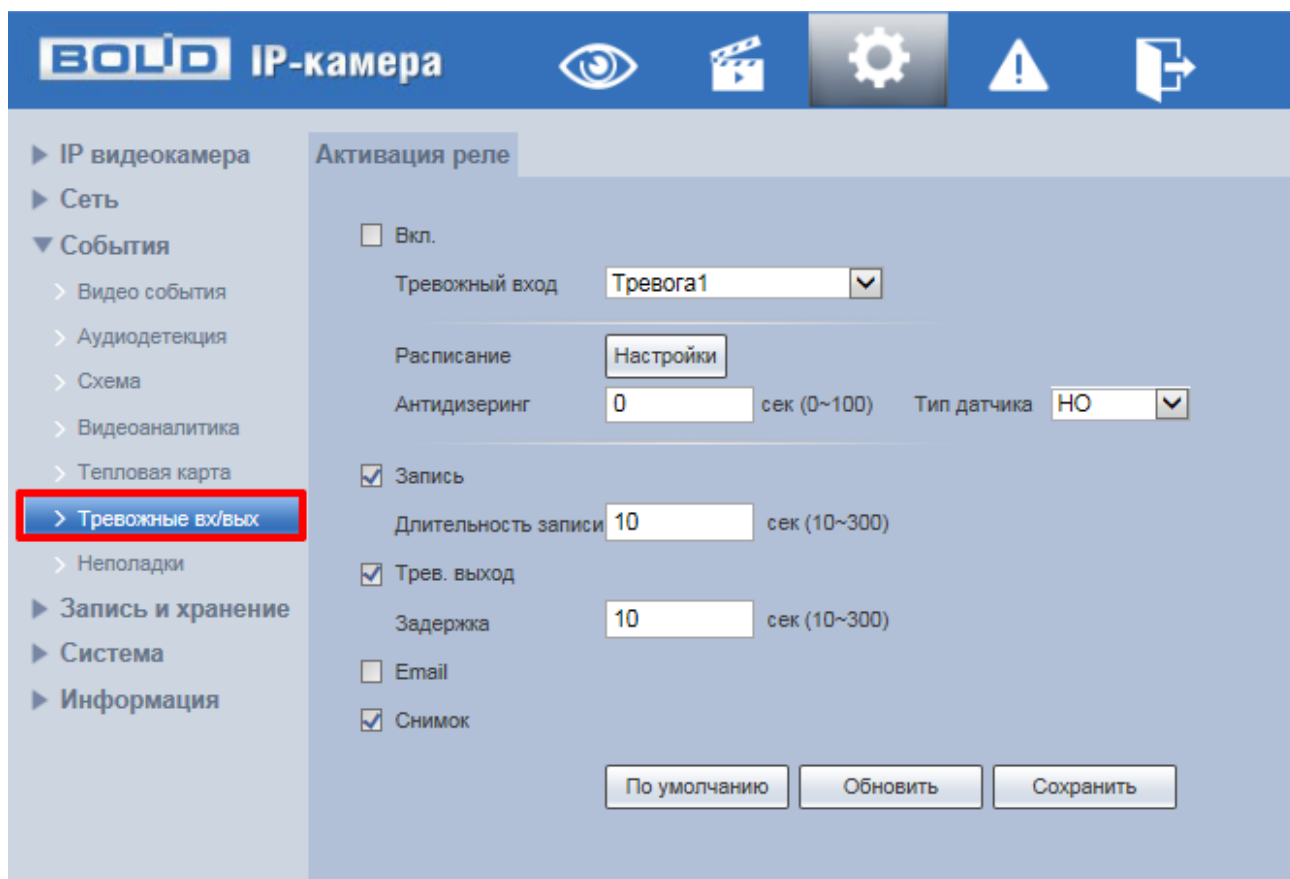 BOLID IP-камера
IP видеокамера
Сеть
События
Видео события
Аудиодетекция
Схема
Видеоаналитика
Тепловая карта
Тревожные вх/вых
Неполадки
Запись и хранение
Система
Информация
Активация реле
Вкл.
Тревожный вход Тревога1
Расписание Настройки
Антидизеринг 0 сек (0~100) Тип датчика НО
Запись
Длительность записи 10 сек (10~300)
Трев. выход
Задержка 10 сек (10~300)
Email
Снимок
По умолчанию Обновить Сохранить